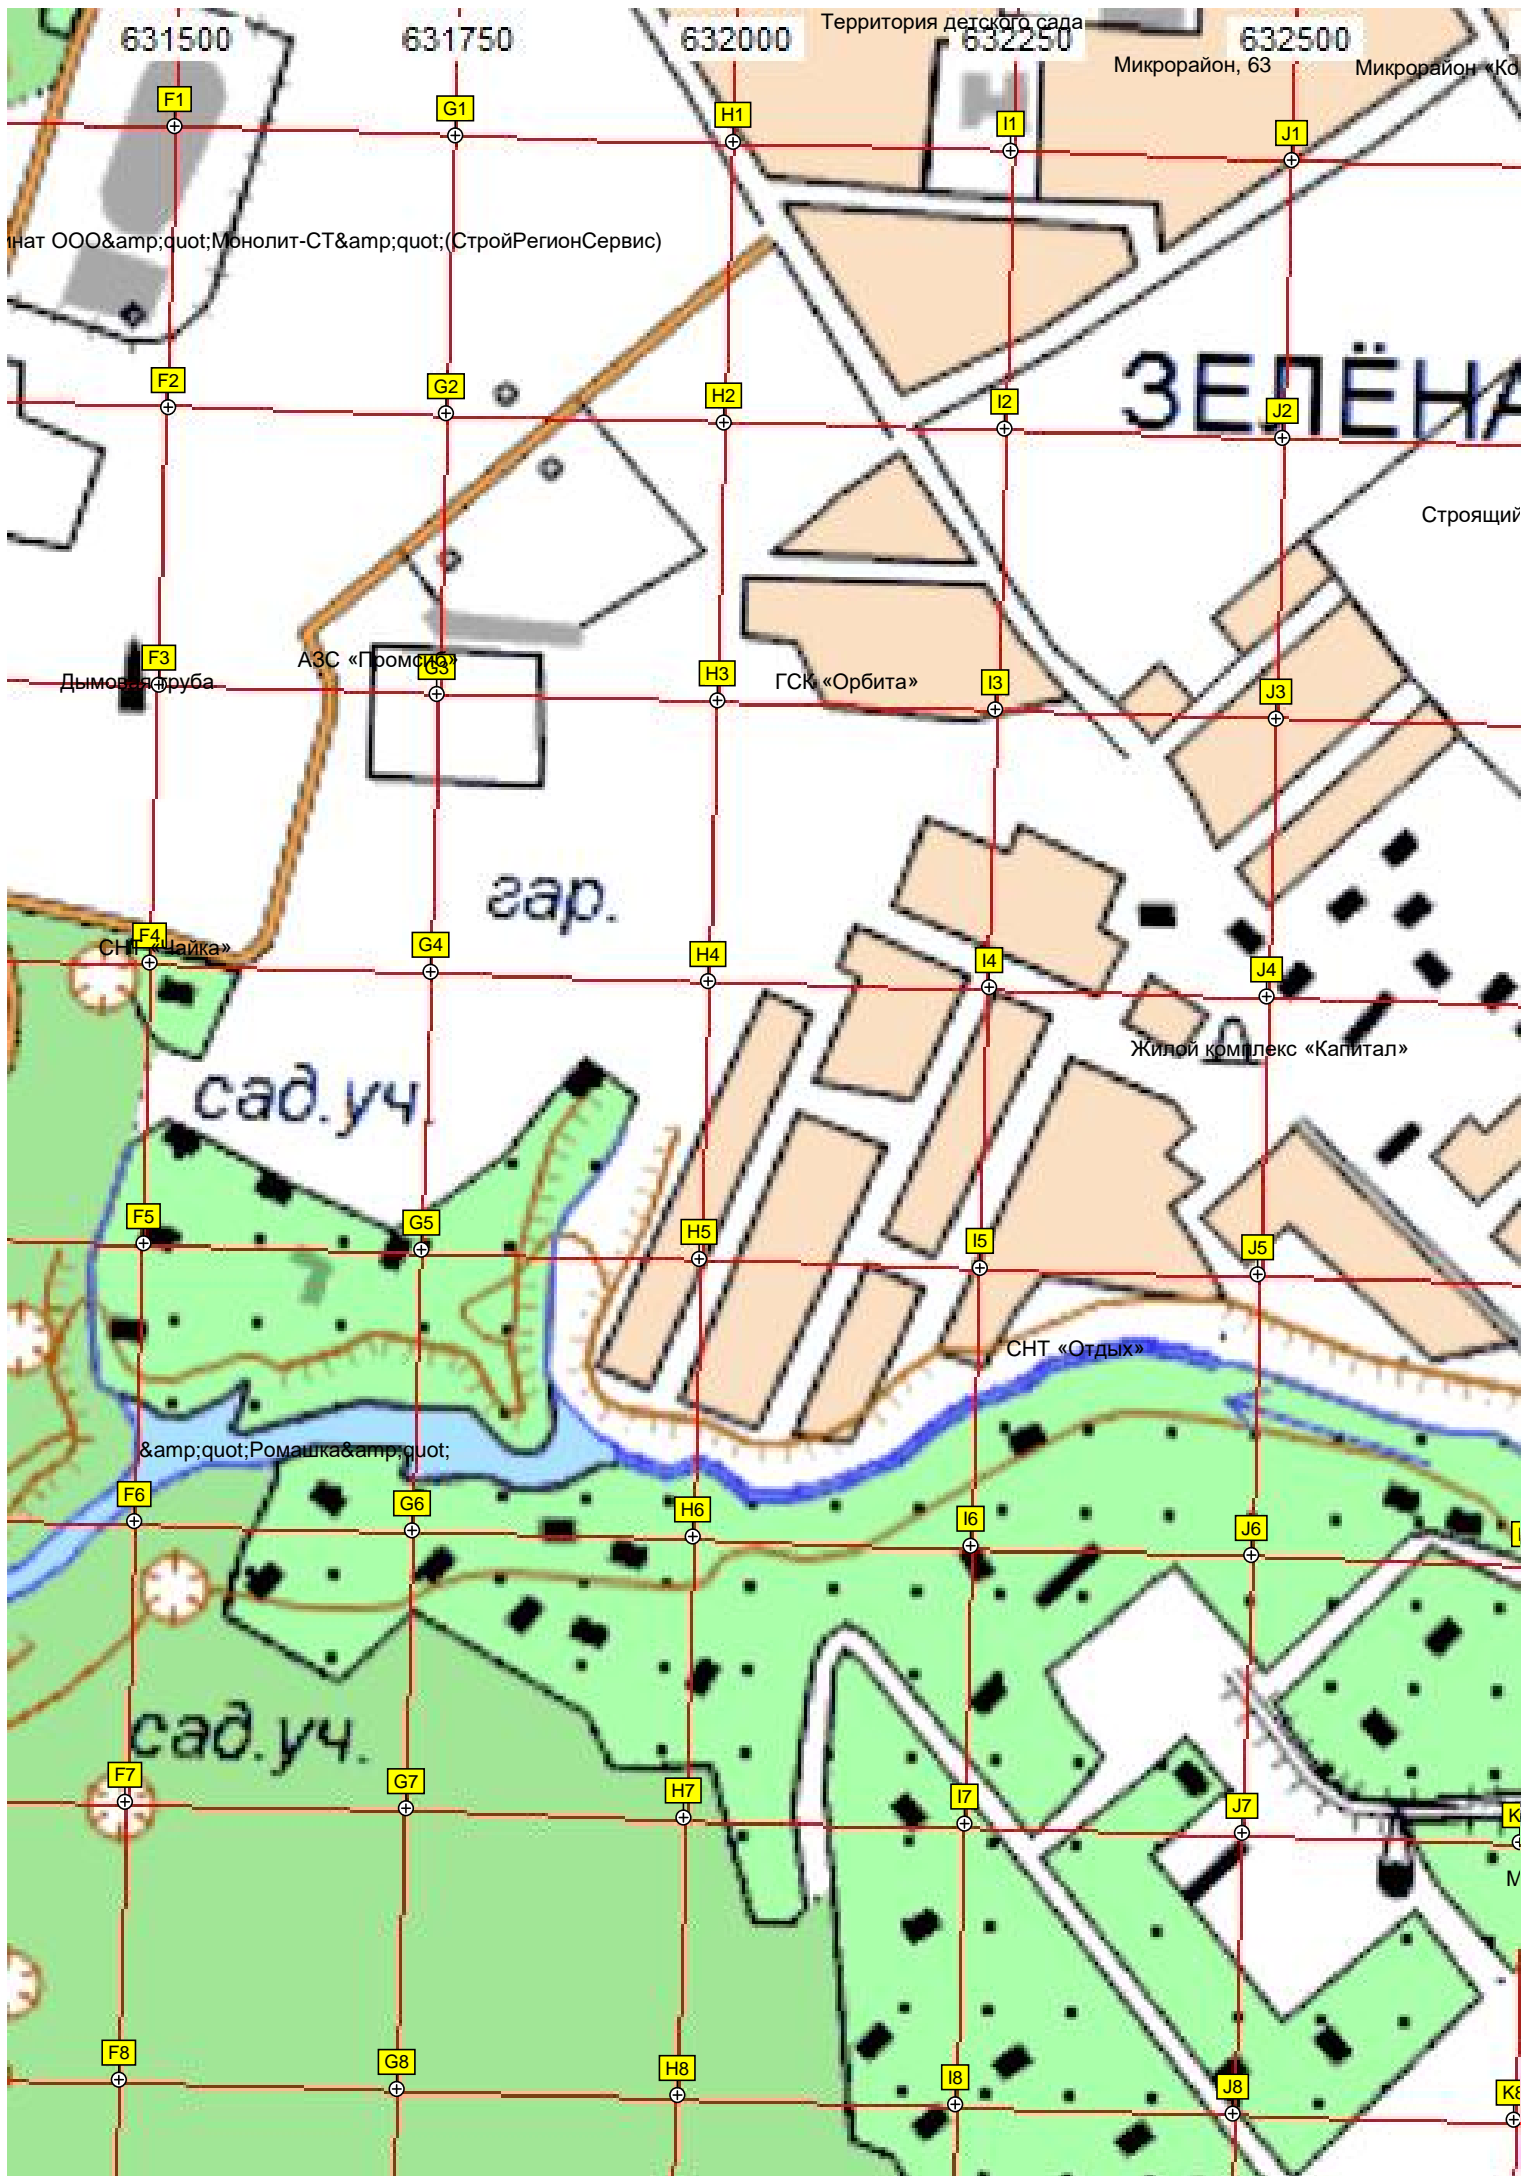 Территория детского сада
631500 631750 632000 632250 632500
Микрорайон, 63 Микрорайон «Ко
F1 G1 H1 I1 J1
инат ООО&amp;quot;Монолит-СТ&amp;quot;(СтройРегионСервис)
ЗЕЛЁНА
F2 G2 H2 I2 J2
Строящий
F3 АЗС «Промсиб» G3 H3 I3 J3
Дымовая труба ГСК «Орбита»
гар.
F4 G4 H4 I4 J4
СНТ «Чайка»
Жилой комплекс «Капитал»
сад.уч.
F5 G5 H5 I5 J5
СНТ «Отдых»
&amp;quot;Ромашка&amp;quot;
F6 G6 H6 I6 J6
сад.уч.
F7 G7 H7 I7 J7 K
М
F8 G8 H8 I8 J8 K8